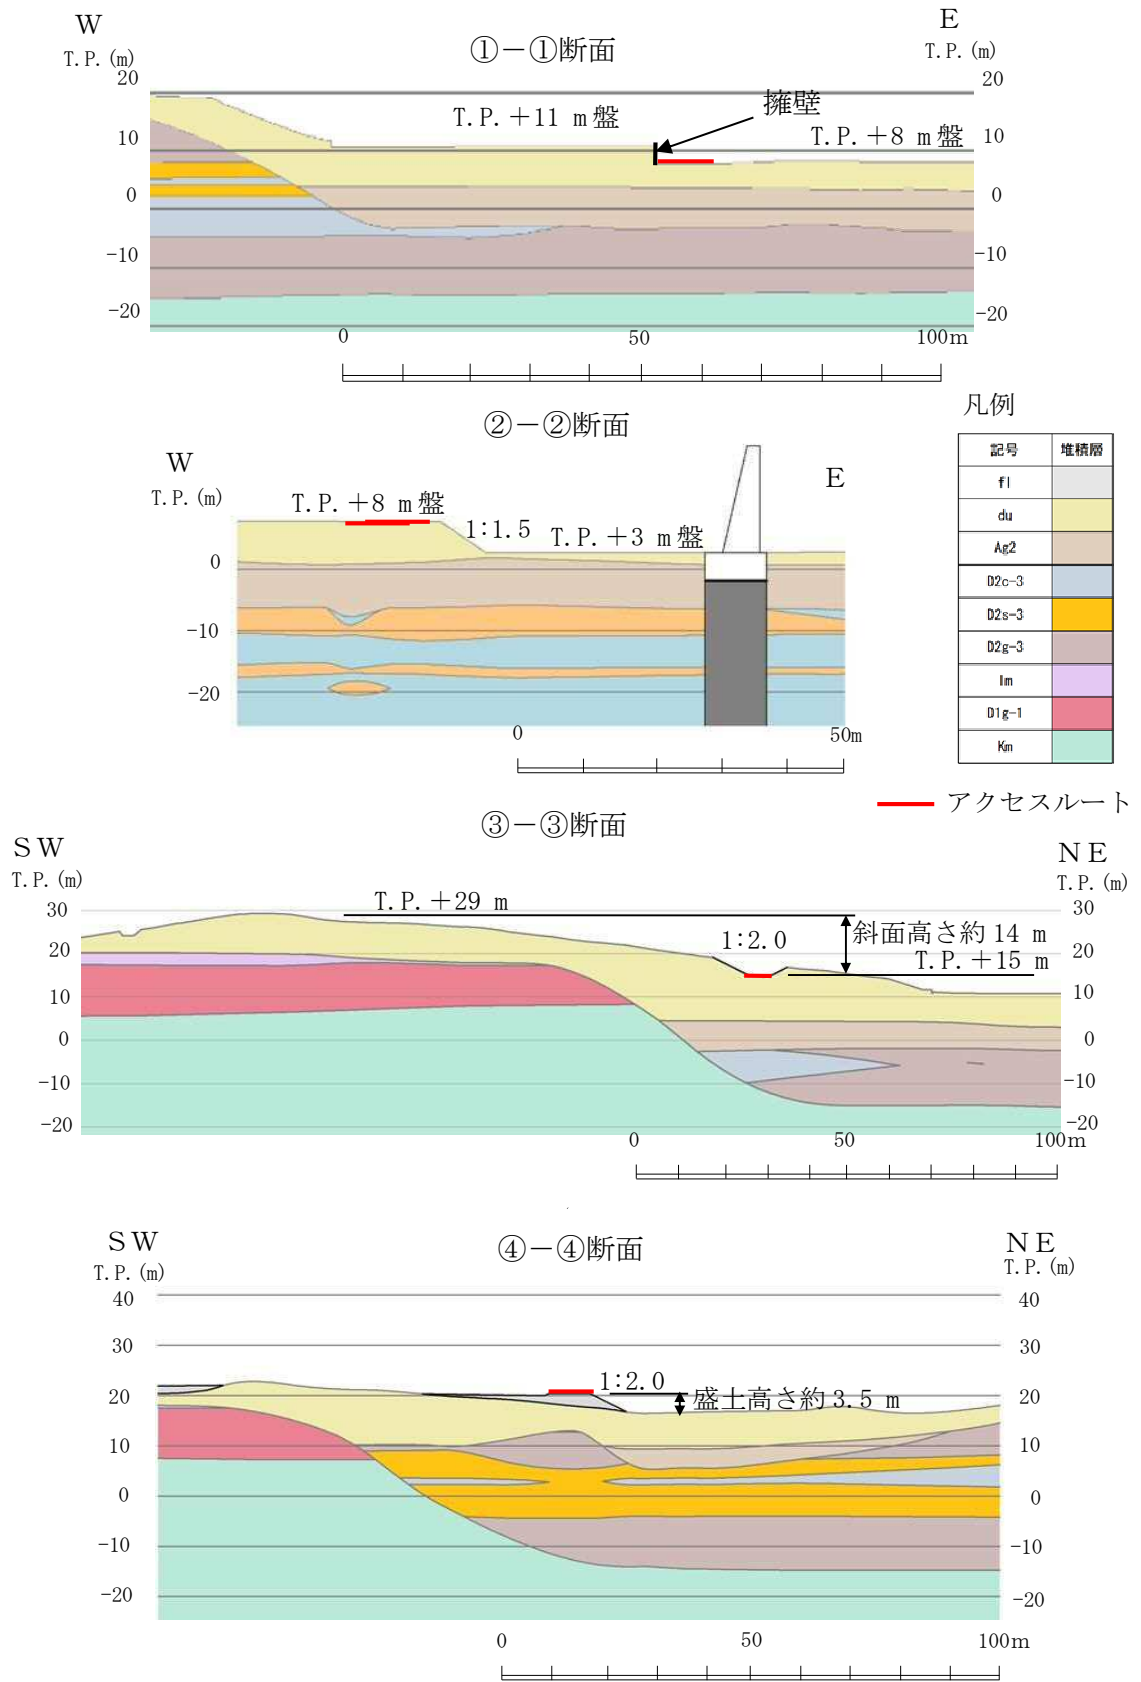 W
E
T.P.(m)
①－①断面
T.P.(m)
20
20
T.P.+11 m盤
擁壁
10
T.P.+8 m盤
10
0
0
-10
-10
-20
-20
0
50
100m
②－②断面
W
E
T.P.(m)
T.P.+8 m盤
1:1.5
T.P.+3 m盤
0
-10
-20
0
50m
凡例
記号 堆積層
fl
du
Ag2
D2c-3
D2s-3
D2g-3
lm
D1g-1
Km
アクセスルート
③－③断面
SW
NE
T.P.(m)
T.P.(m)
30
T.P.+29 m
30
斜面高さ約14 m
20
1:2.0
20
T.P.+15 m
10
10
0
0
-10
-10
-20
-20
0
50
100m
④－④断面
SW
NE
T.P.(m)
T.P.(m)
40
40
30
30
1:2.0
20
盛土高さ約3.5 m
20
10
10
0
0
-10
-10
-20
-20
0
50
100m